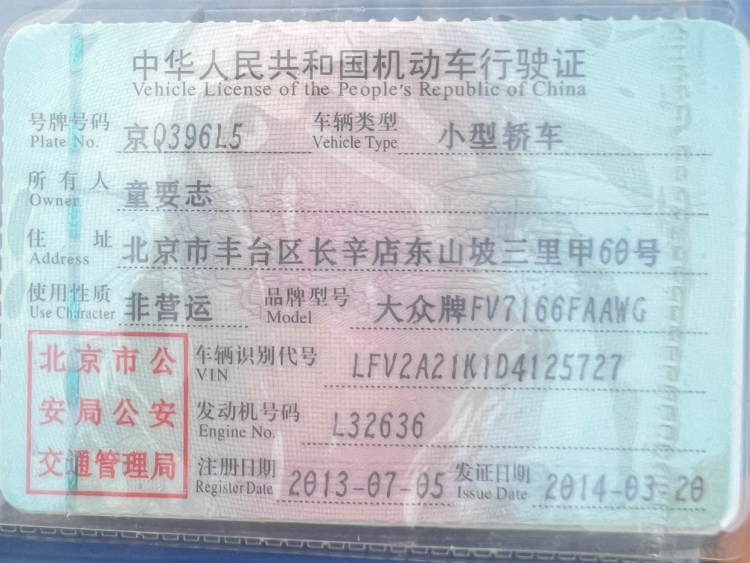 中华人民共和国机动车行驶证
Vehicle License of the People's Republic of China
号牌号码 京Q396L5 车辆类型 小型轿车
Plate No. Vehicle Type
所有人 童要志
Owner
住址 北京市丰台区长辛店东山坡三里甲60号
Address
使用性质 非营运 品牌型号 大众牌FV7166FAAWG
Use Character Model
北京市公
安局公安
交通管理局
车辆识别代号 LFV2A21K1D4125727
VIN
发动机号码 L32636
Engine No.
注册日期 2013-07-05 发证日期 2014-03-20
Register Date Issue Date